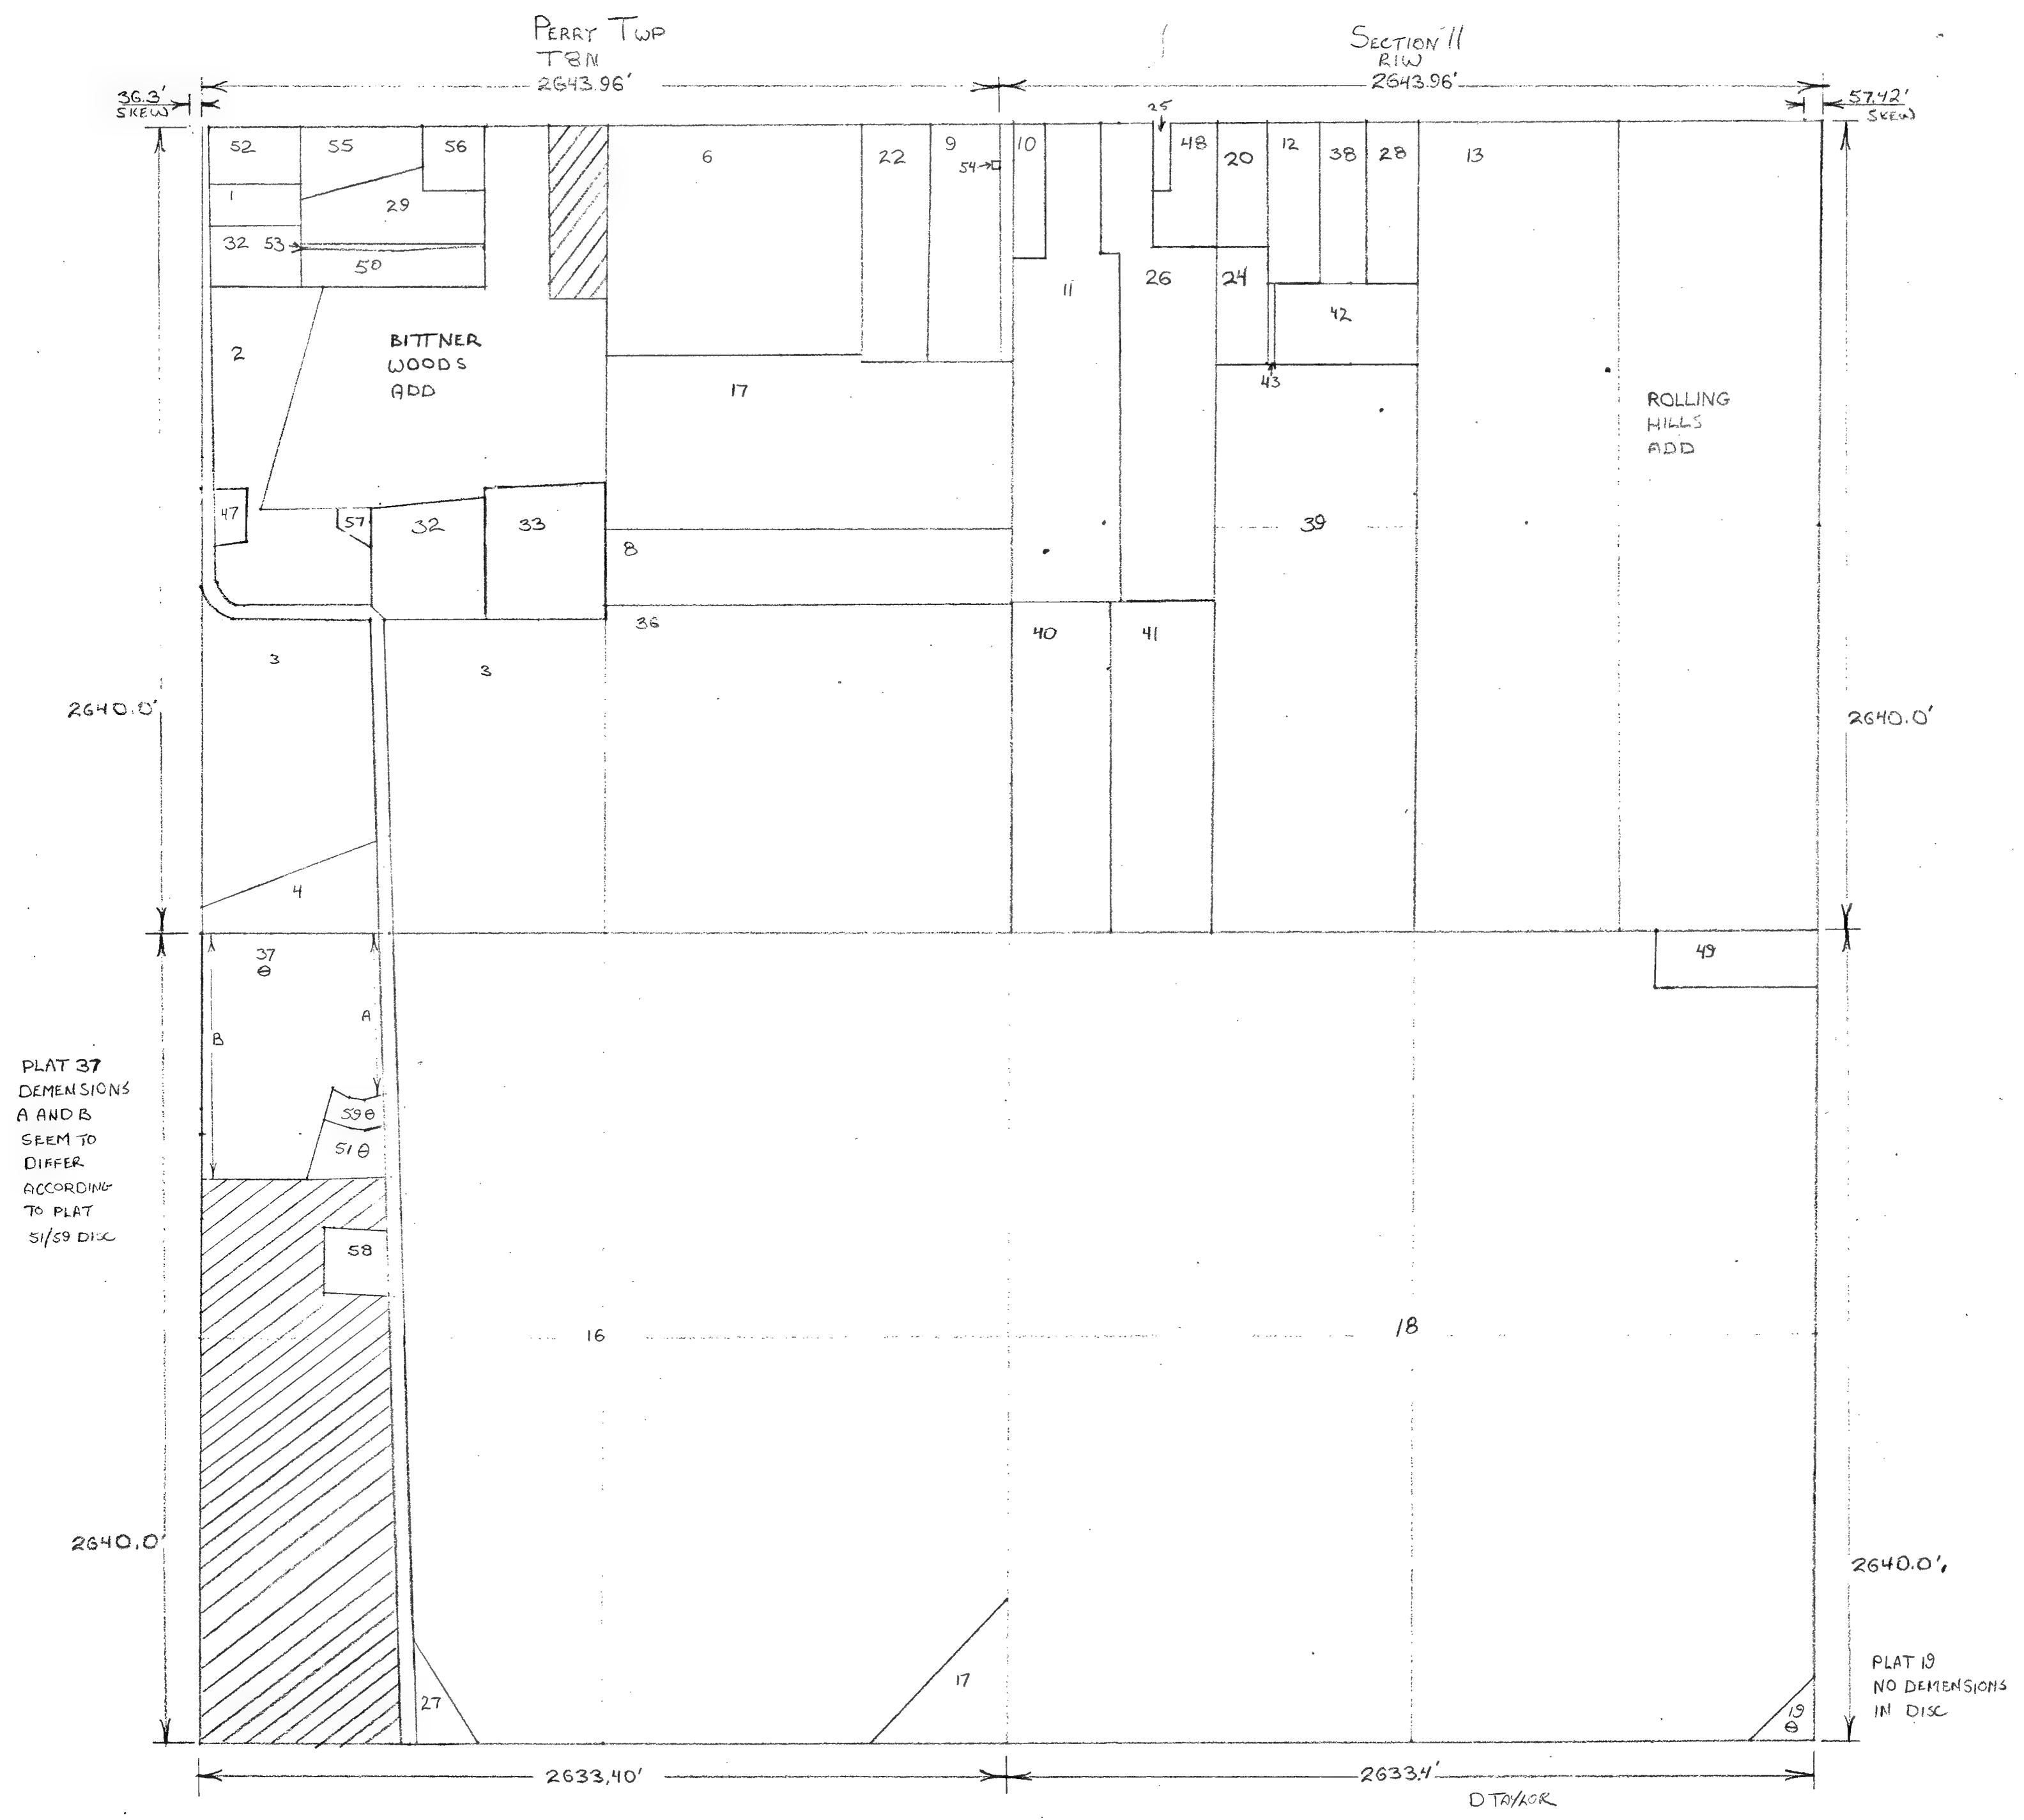 PERRY TWP
T8N
SECTION 11
R1W
2643.96'
2643.96'
36.3'
SKEW
57.42'
SKEW
25
52
55
56
6
22
9
54
10
48
20
12
38
28
13
1
29
32
53
50
11
26
24
42
43
2
BITTNER
WOODS
ADD
17
ROLLING
HILLS
ADD
47
57
32
33
8
39
36
40
41
3
3
2640.0'
2640.0'
4
37
θ
49
A
B
PLAT 37
DEMENSIONS
A AND B
SEEM TO
DIFFER
ACCORDING
TO PLAT
51/59 DISC
59 θ
51 θ
58
16
18
2640.0'
2640.0'
27
17
19
θ
PLAT 19
NO DEMENSIONS
IN DISC
2633.40'
2633.4'
D TAYLOR